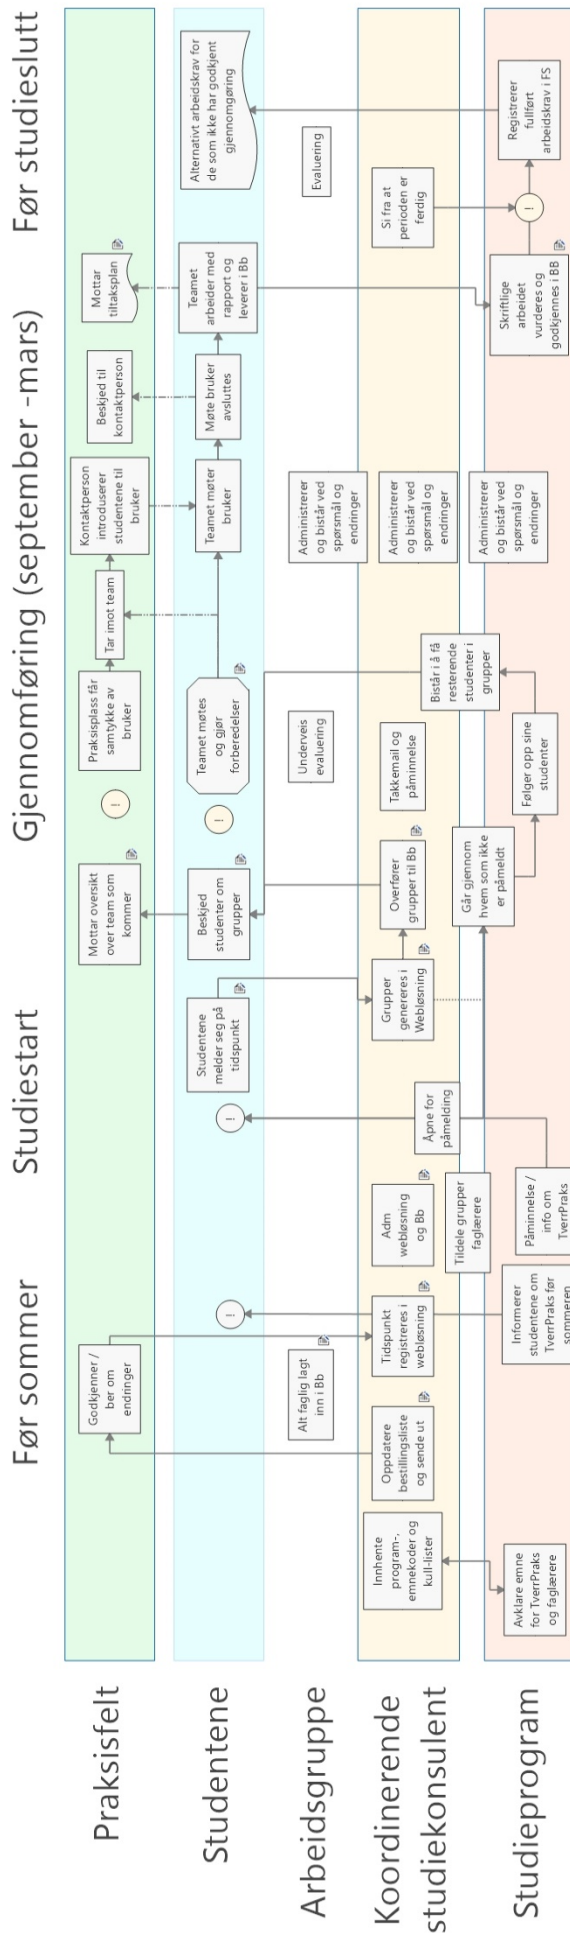 Før sommer
Studiestart
Gjennomføring (september -mars)
Før studieslutt
Praksisfelt
Godkjenner /
ber om
endringer
Mottar oversikt
over team som
kommer
!
Praksisplass får
samtykke av
bruker
Tar imot team
Kontaktperson
introduserer
studentene til
bruker
Beskjed til
kontaktperson
Mottar
tiltaksplan
Studentene
!
!
Studentene
melder seg på
tidspunkt
Beskjed
studenter om
grupper
!
Teamet møtes
og gjør
forberedelser
Teamet møter
bruker
Møte bruker
avsluttes
Teamet
arbeider med
rapport og
leverer i Bb
Alternativt arbeidskrav for
de som ikke har godkjent
gjennomgøring
Arbeidsgruppe
Alt faglig lagt
inn i Bb
Underveis
evaluering
Administrerer
og bistår ved
spørsmål og
endringer
Evaluering
Koordinerende
studiekonsulent
Innhente
program-,
emnekoder og
kull-lister
Oppdatere
bestillingsliste
og sende ut
Tidspunkt
registreres i
webløsning
Adm
webløsning
og Bb
Tildele grupper
faglærere
Åpne for
påmelding
Grupper
genereres i
Webløsning
Overfører
grupper til Bb
Takkemail og
påminnelse
Administrerer
og bistår ved
spørsmål og
endringer
Si fra at
perioden er
ferdig
Studieprogram
Avklare emne
for TverrPraks
og faglærere
Informerer
studentene om
TverrPraks før
sommeren
Påminnelse /
info om
TverrPraks
Går gjennom
hvem som ikke
er påmeldt
Følger opp sine
studenter
Bistår i å få
resterende
studenter i
grupper
Administrerer
og bistår ved
spørsmål og
endringer
Skriftlige
arbeidet
vurderes og
godkjennes i BB
!
Registrerer
fullført
arbeidskrav i FS